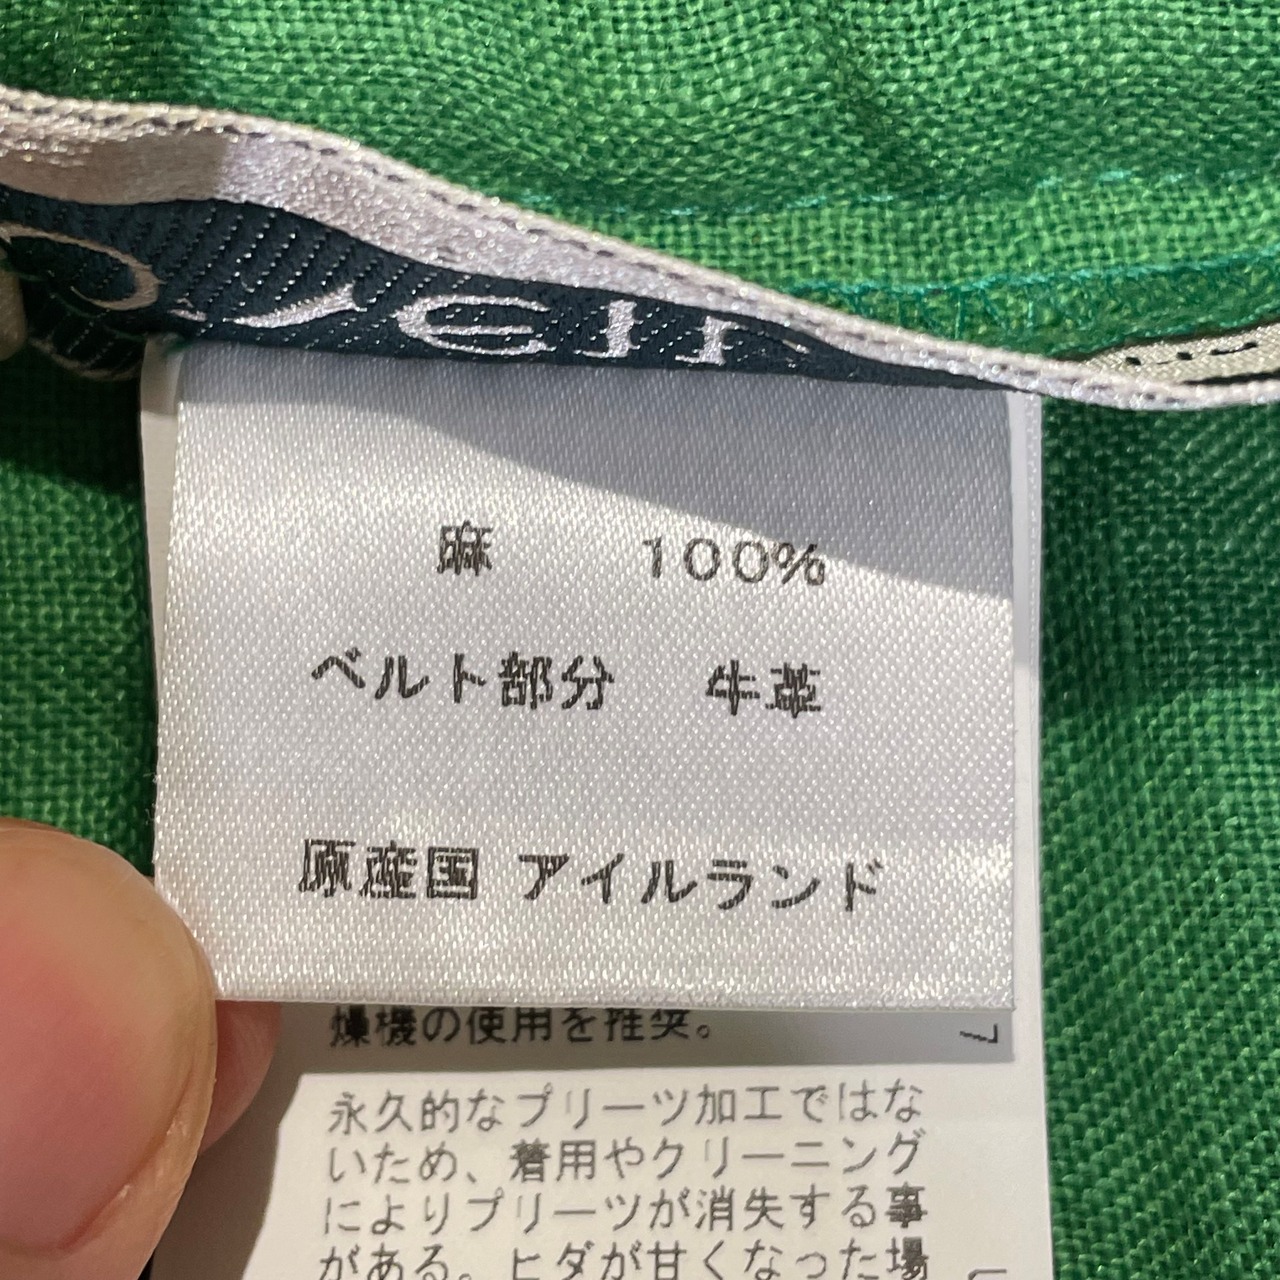 麻 100%
ベルト部分 牛革
原産国 アイルランド
燥機の使用を推奨。
永久的なプリーツ加工ではな
いため、着用やクリーニング
によりプリーツが消失する事
がある。ヒダが甘くなった場